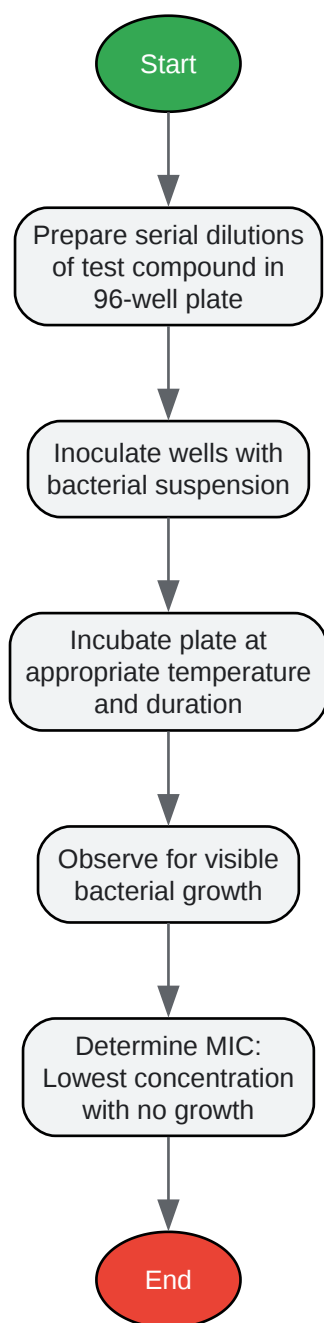 Start
Prepare serial dilutions
of test compound in
96-well plate
Inoculate wells with
bacterial suspension
Incubate plate at
appropriate temperature
and duration
Observe for visible
bacterial growth
Determine MIC:
Lowest concentration
with no growth
End